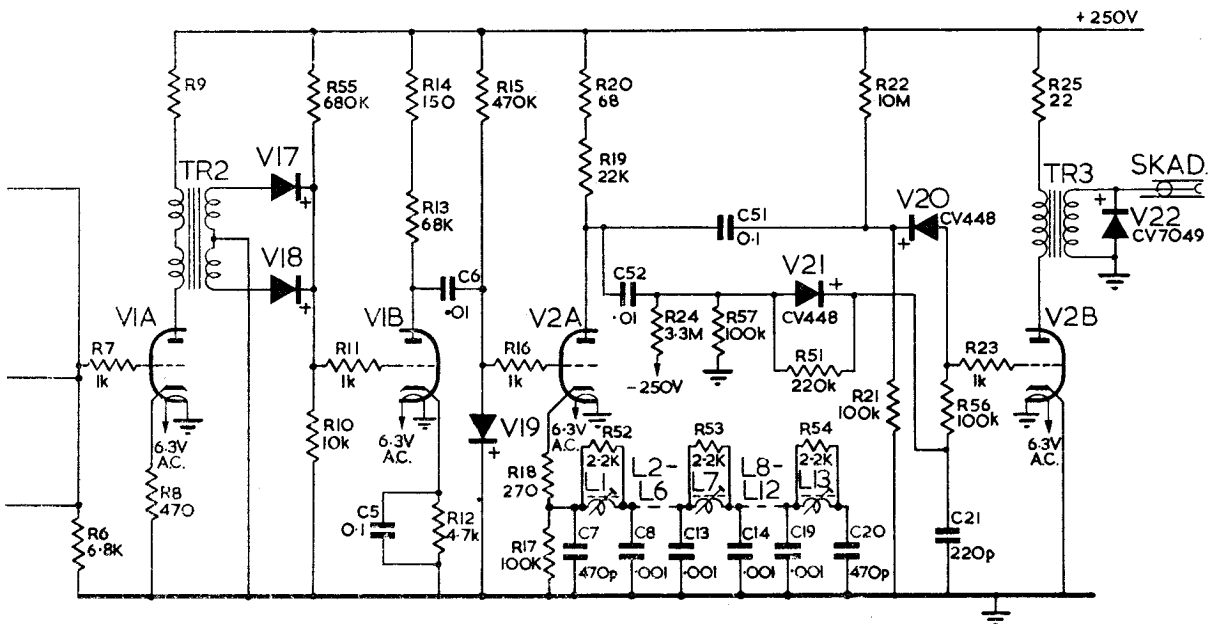 +250V
R9
R55
680K
R14
150
R15
470K
R20
68
R22
10M
R25
22
R19
22K
TR2
V17
+
R13
68K
C51
0.1
V20
CV448
+
TR3
SKAD.
+
V22
CV7049
V18
+
C6
.01
C52
.01
V21
+
CV448
R24
3.3M
R57
100k
-250V
R51
220k
V1A
R7
1k
V1B
R11
1k
V2A
R16
1k
V2B
R23
1k
R21
100k
R56
100k
6.3V
A.C.
R10
10k
6.3V
A.C.
V19
+
6.3V
A.C.
6.3V
A.C.
R52
2.2K
L1
L2-
L6
R53
2.2K
L7
L8-
L12
R54
2.2K
L13
R8
470
R18
270
R6
6.8K
C5
0.1
R12
4.7k
R17
100K
C7
470p
C8
.001
C13
.001
C14
.001
C19
.001
C20
470p
C21
220p